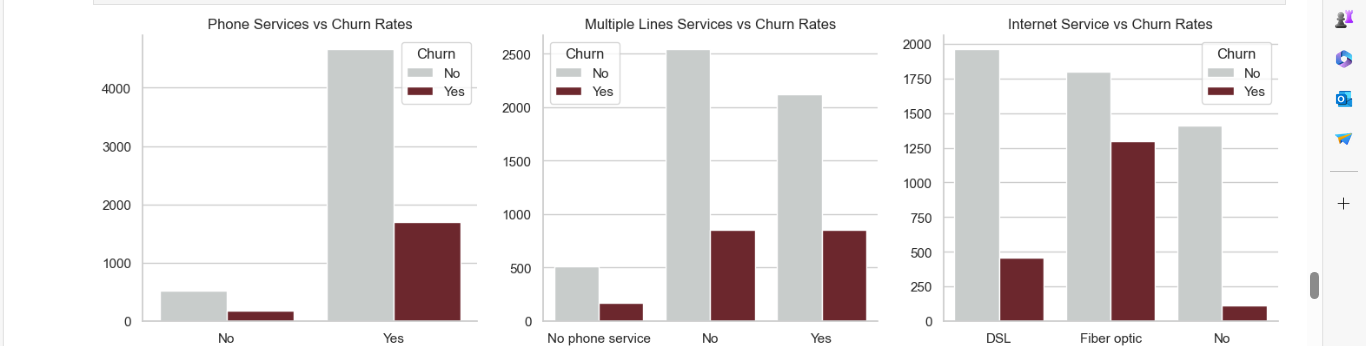 Phone Services vs Churn Rates
Churn
No
Yes
4000
3000
2000
1000
0
No
Yes
Multiple Lines Services vs Churn Rates
Churn
No
Yes
2500
2000
1500
1000
500
0
No phone service
No
Yes
Internet Service vs Churn Rates
Churn
No
Yes
2000
1750
1500
1250
1000
750
500
250
0
DSL
Fiber optic
No